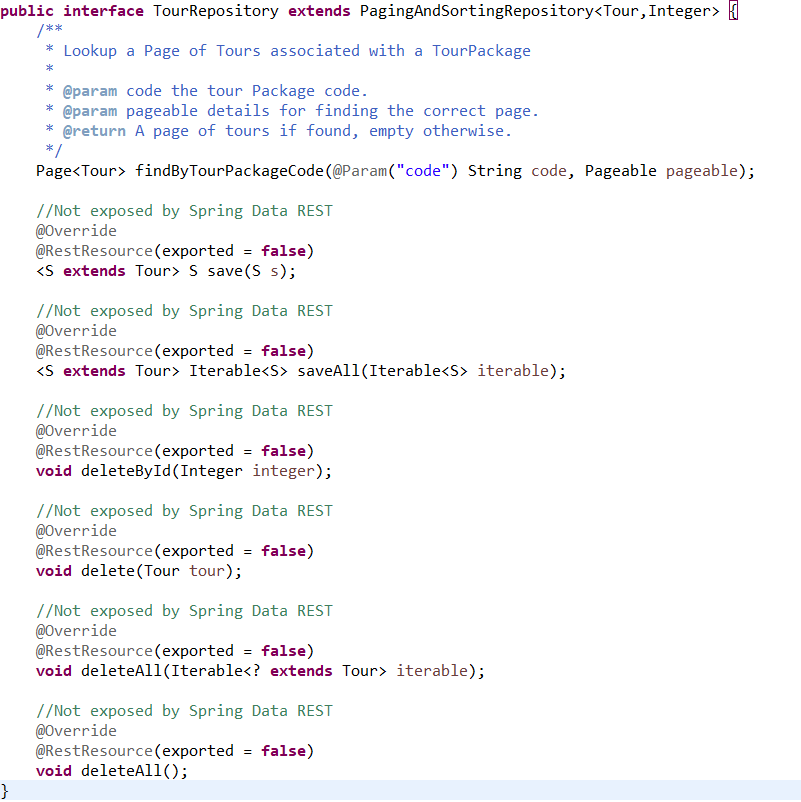 public interface TourRepository extends PagingAndSortingRepository<Tour,Integer> {
    /**
     * Lookup a Page of Tours associated with a TourPackage
     *
     * @param code the tour Package code.
     * @param pageable details for finding the correct page.
     * @return A page of tours if found, empty otherwise.
     */
    Page<Tour> findByTourPackageCode(@Param("code") String code, Pageable pageable);

    //Not exposed by Spring Data REST
    @Override
    @RestResource(exported = false)
    <S extends Tour> S save(S s);

    //Not exposed by Spring Data REST
    @Override
    @RestResource(exported = false)
    <S extends Tour> Iterable<S> saveAll(Iterable<S> iterable);

    //Not exposed by Spring Data REST
    @Override
    @RestResource(exported = false)
    void deleteById(Integer integer);

    //Not exposed by Spring Data REST
    @Override
    @RestResource(exported = false)
    void delete(Tour tour);

    //Not exposed by Spring Data REST
    @Override
    @RestResource(exported = false)
    void deleteAll(Iterable<? extends Tour> iterable);

    //Not exposed by Spring Data REST
    @Override
    @RestResource(exported = false)
    void deleteAll();
}